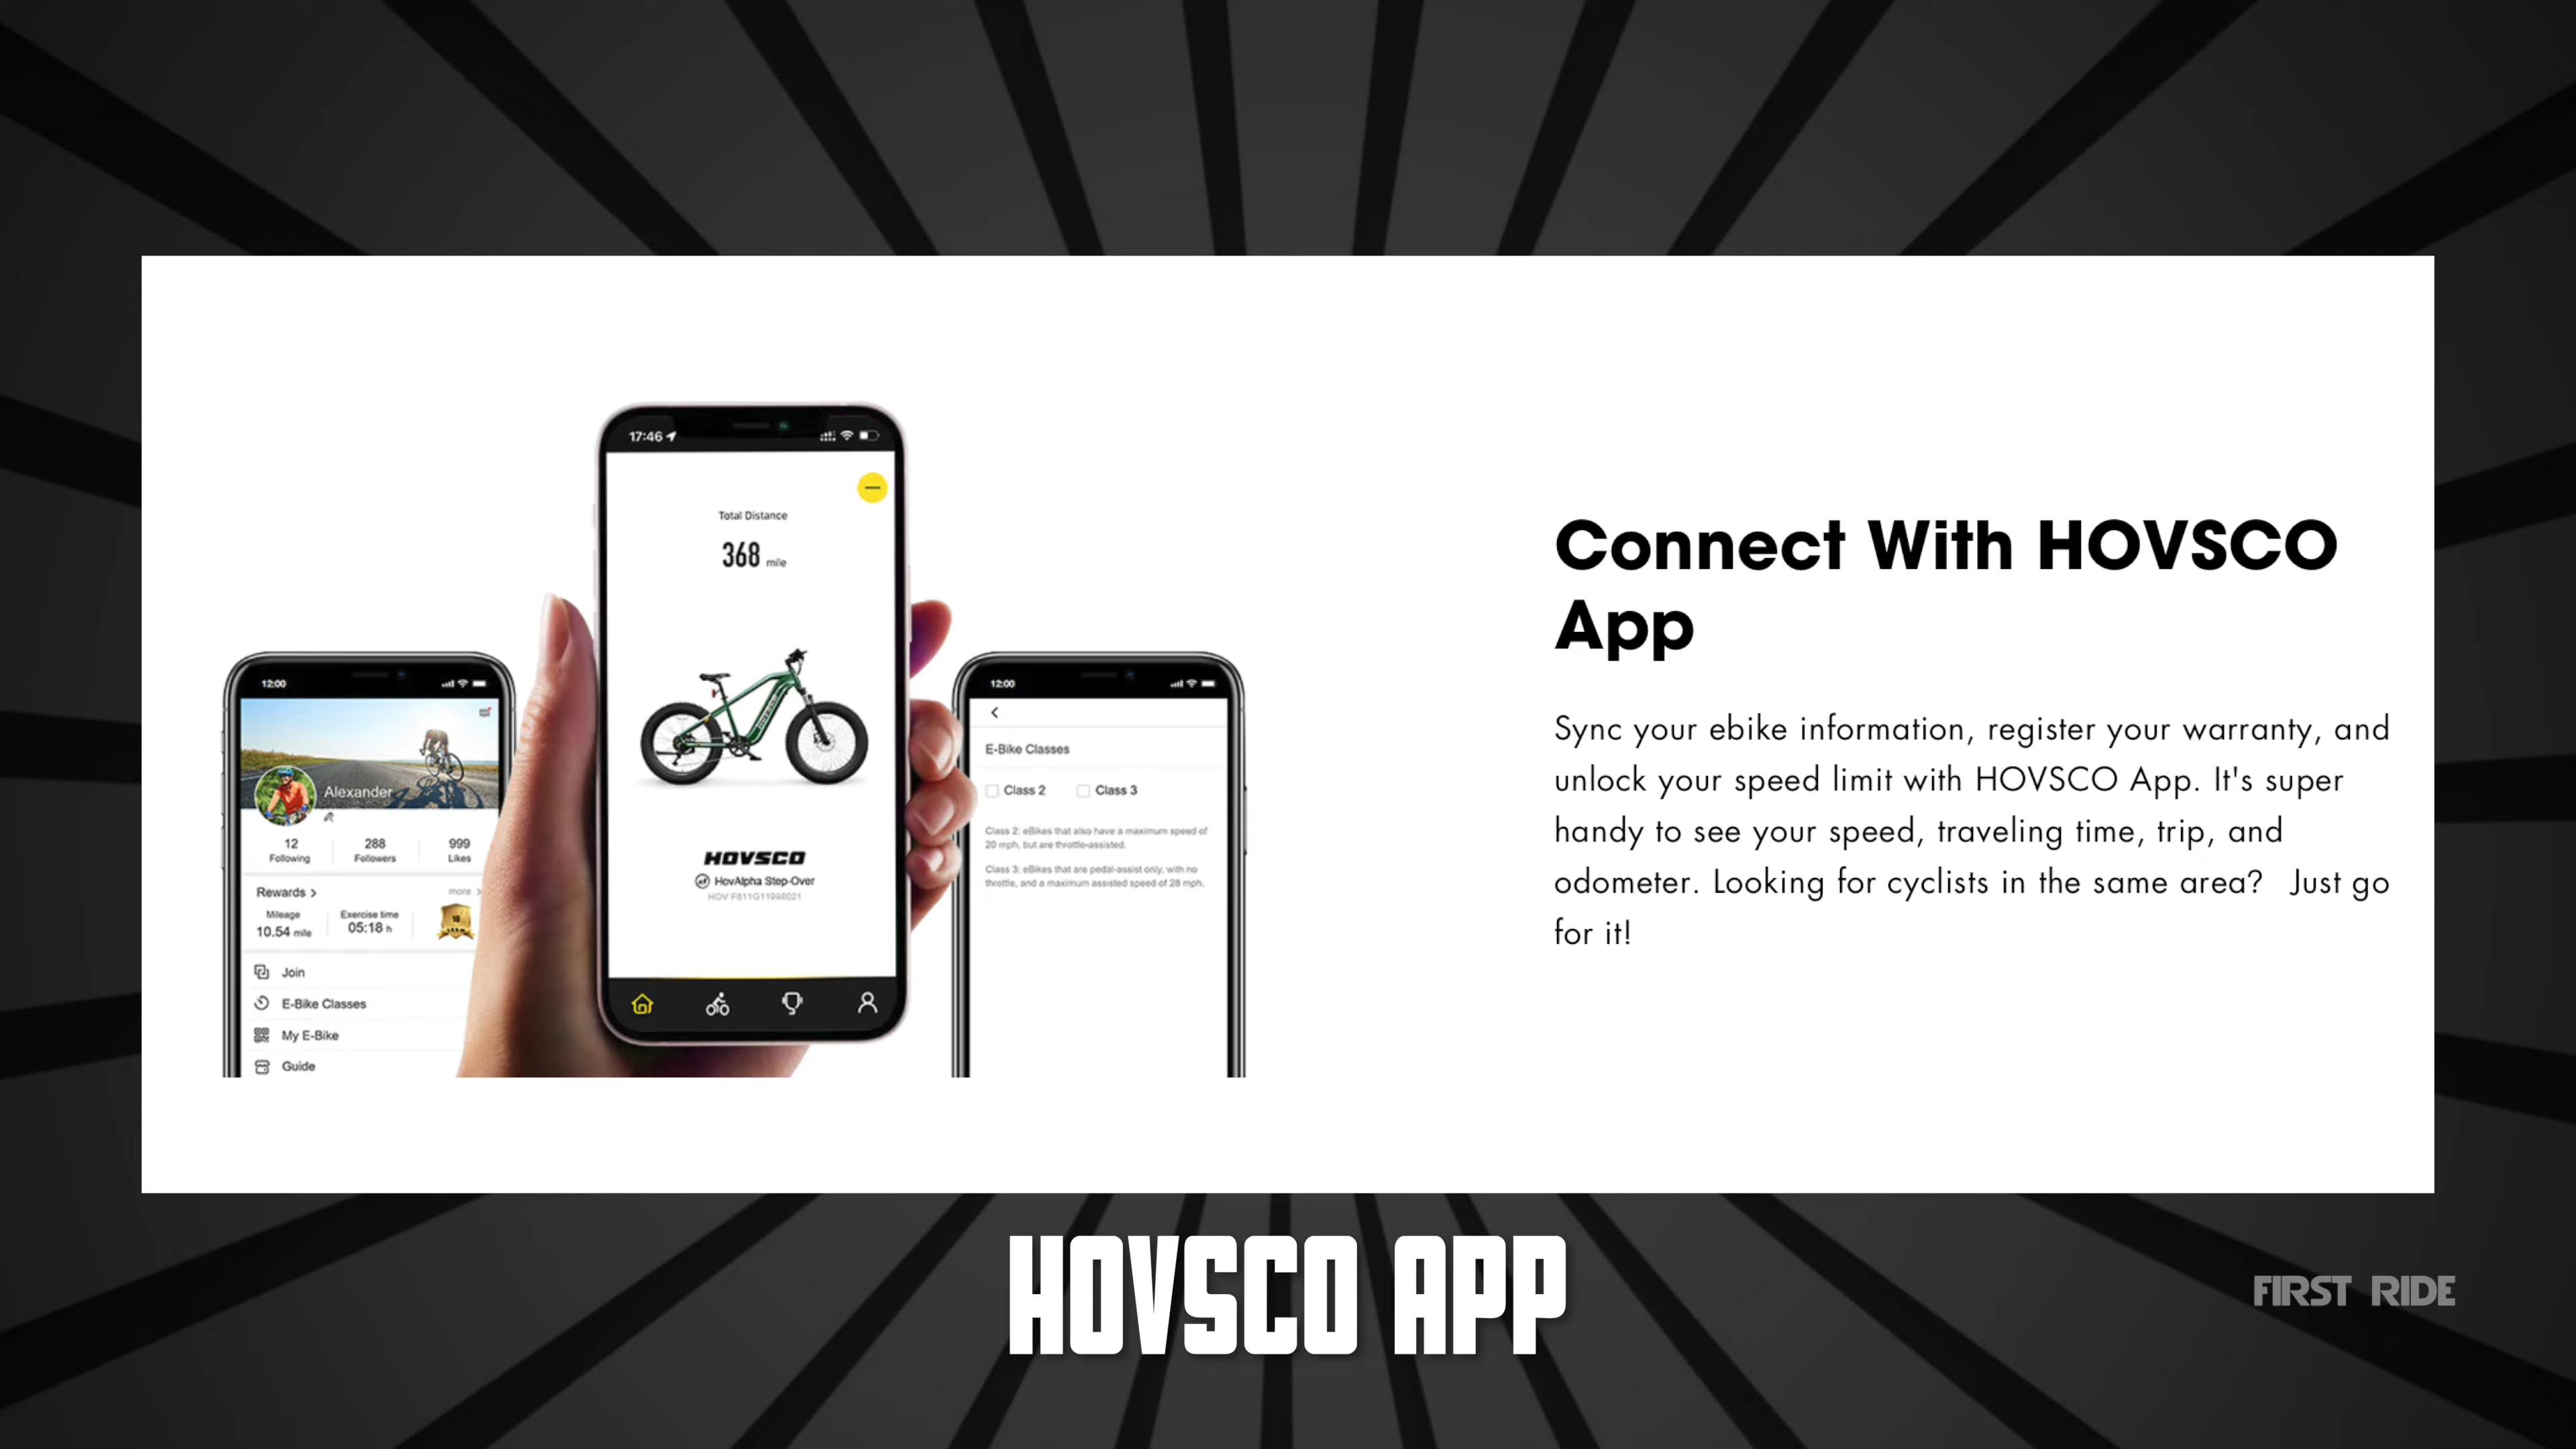 17:46
Total Distance
368 mile
HOVSCO
HovAlpha Step-Over
12:00
Alexander
12
288
999
Following
Followers
Likes
Rewards >
more >
Mileage
Exercise time
10.54 mile
05:18 h
Join
E-Bike Classes
My E-Bike
Guide
12:00
E-Bike Classes
Class 2
Class 3
Class 2: eBikes that also have a maximum speed of
20 mph, but are throttle-assisted.
Class 3: eBikes that are pedal-assist only, with no
throttle, and a maximum assisted speed of 28 mph.
Connect With HOVSCO
App
Sync your ebike information, register your warranty, and
unlock your speed limit with HOVSCO App. It's super
handy to see your speed, traveling time, trip, and
odometer. Looking for cyclists in the same area? Just go
for it!
HOVSCO APP
FIRST RIDE